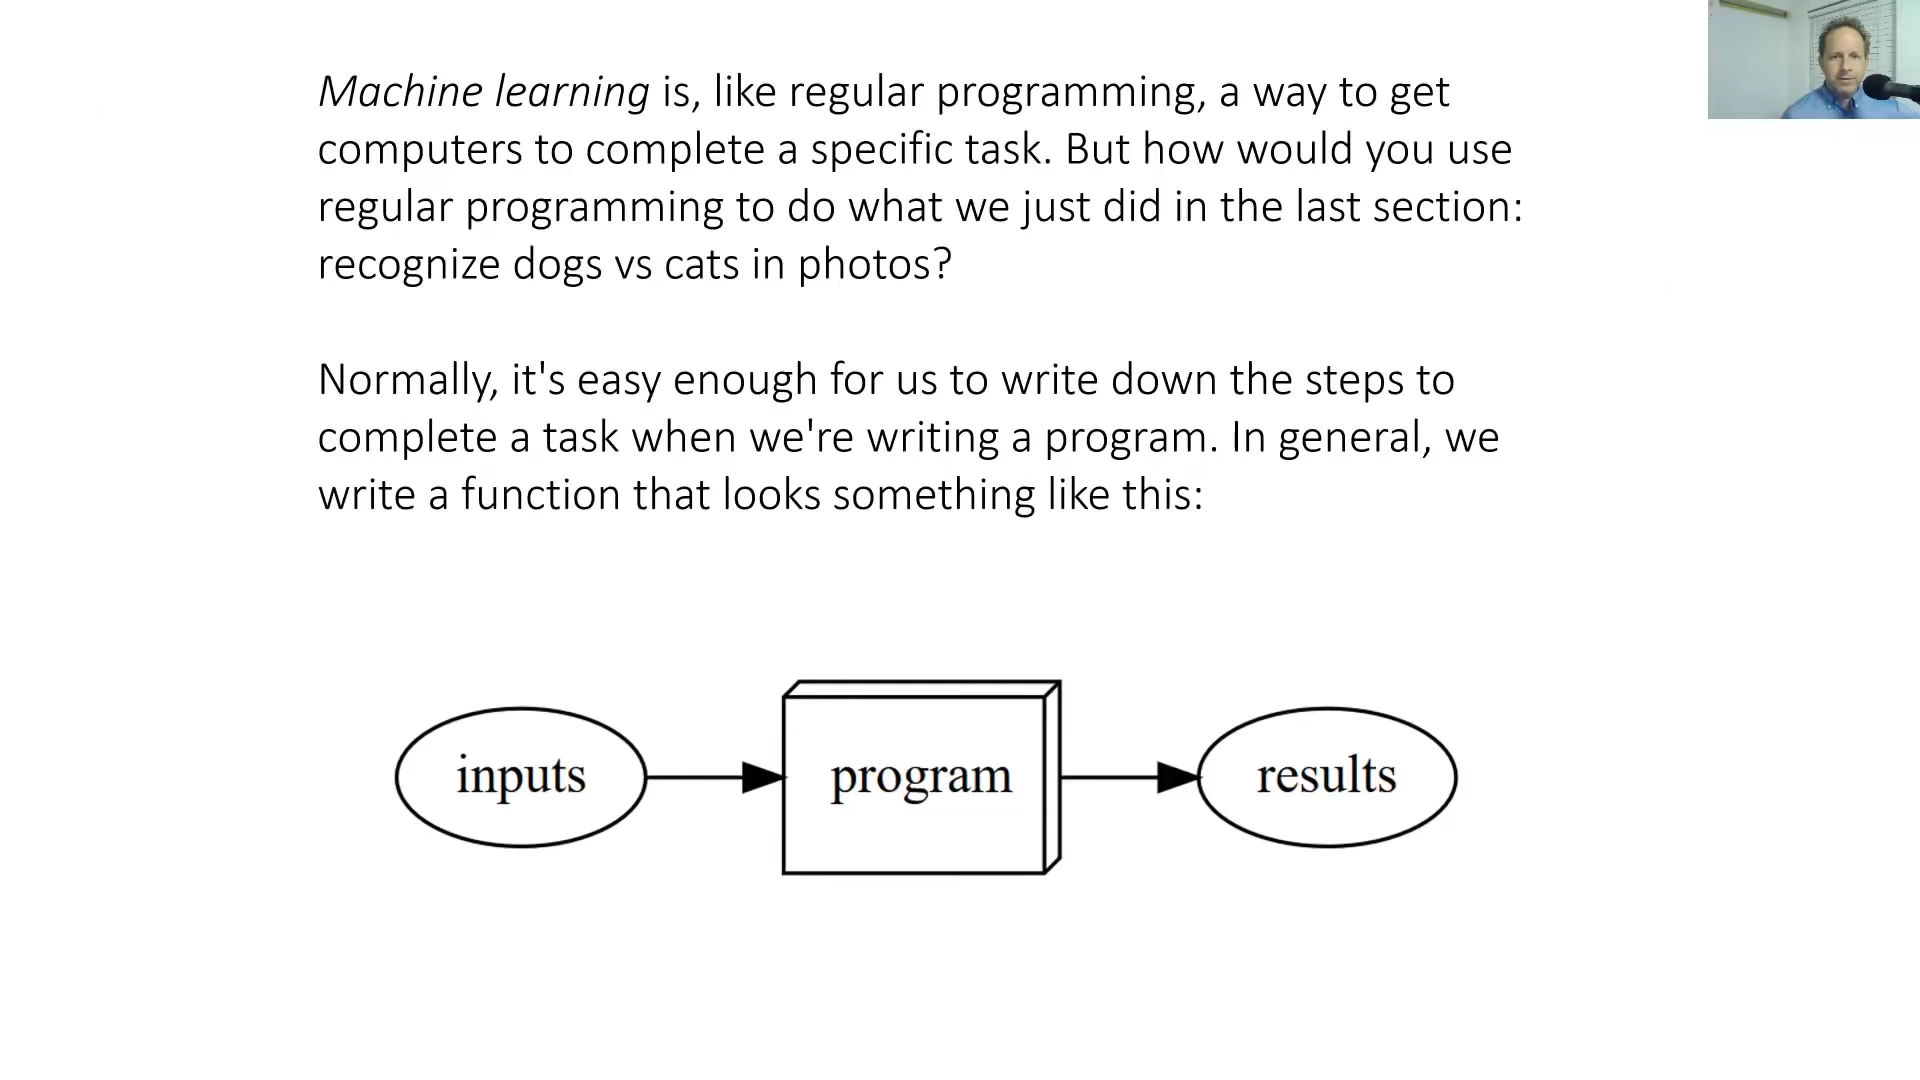 Machine learning is, like regular programming, a way to get
computers to complete a specific task. But how would you use
regular programming to do what we just did in the last section:
recognize dogs vs cats in photos?
Normally, it's easy enough for us to write down the steps to
complete a task when we're writing a program. In general, we
write a function that looks something like this:
inputs
program
results